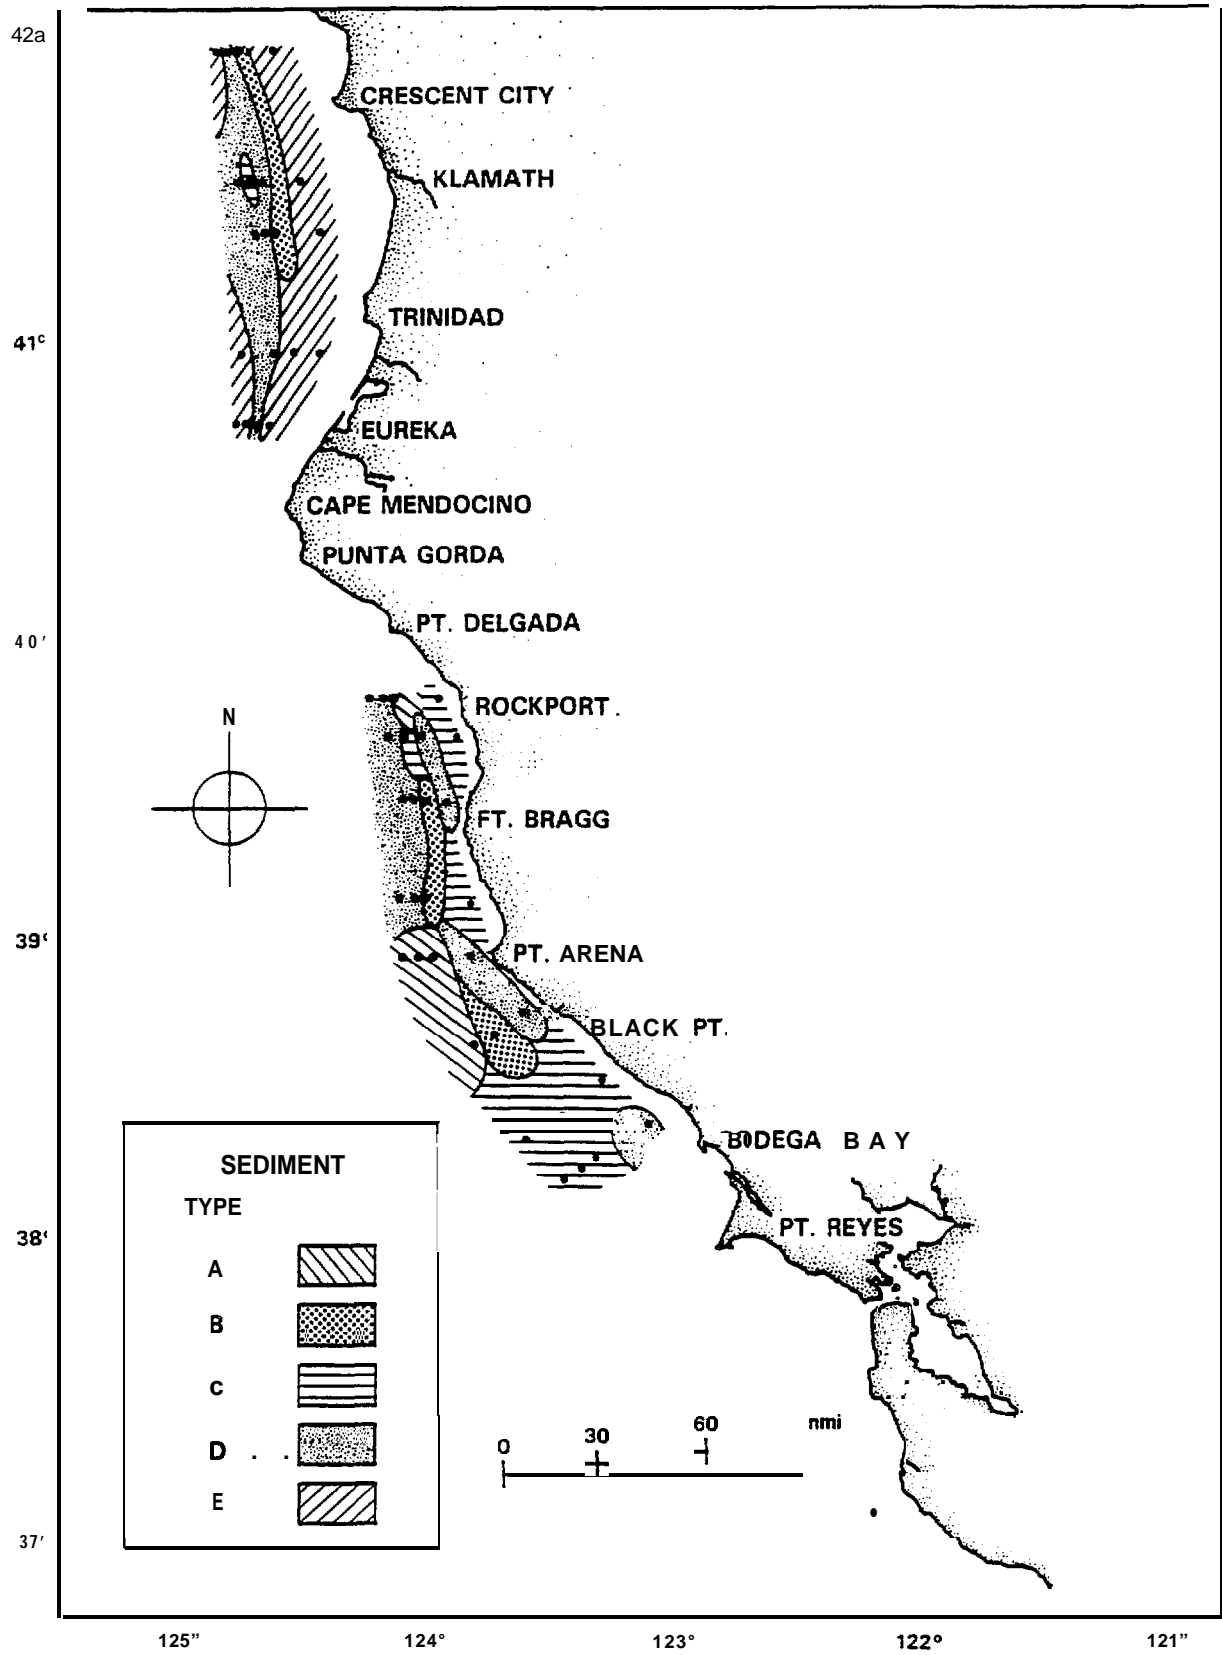 42a
CRESCENT CITY
KLAMATH
TRINIDAD
41c
EUREKA
CAPE MENDOCINO
PUNTA GORDA
PT. DELGADA
40′
ROCKPORT .
N
FT. BRAGG
39‘
PT. ARENA
BLACK PT.
BODEGA BAY
SEDIMENT
TYPE
PT. REYES
38‘
A
B
c
D . .
E
0 30 60 nmi
37′
125” 124° 123° 122° 121”